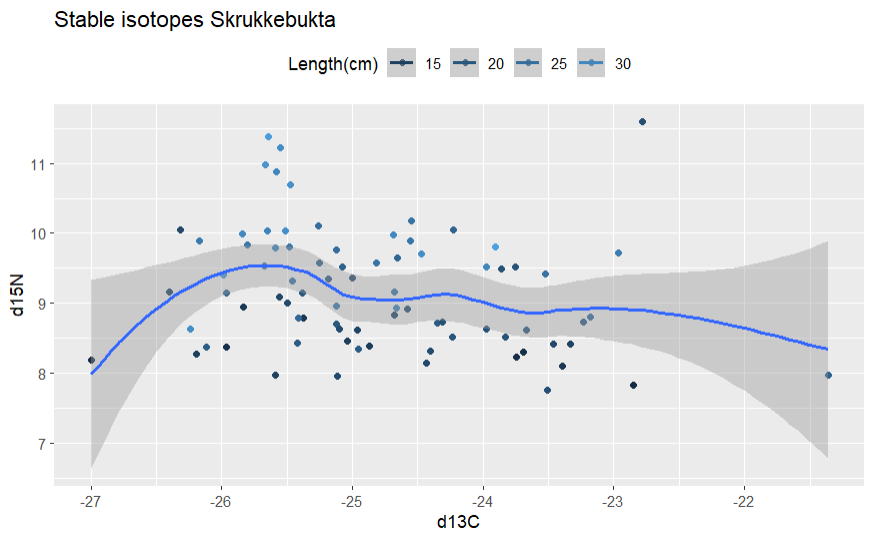 Stable isotopes Skrukkebukta
Length(cm) 15 20 25 30
11
10
9
8
7
d15N
-27 -26 -25 -24 -23 -22
d13C